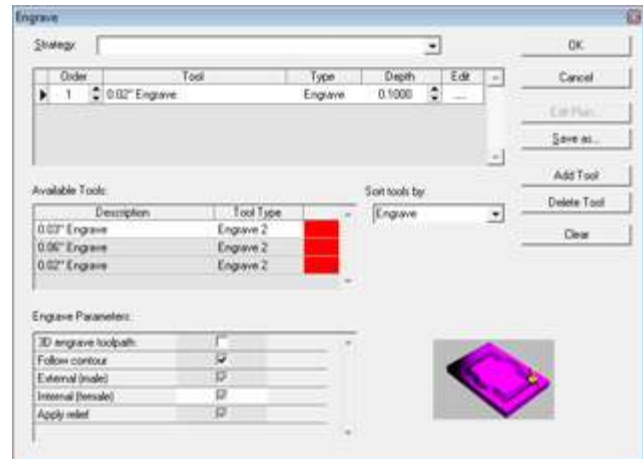 Engrave
Strategy:
OK
Order Tool Type Depth Edit
1 0.02" Engrave Engrave 0.1000 ...
Cancel
Edit Plan...
Save as...
Add Tool
Delete Tool
Clear
Available Tools:
Sort tools by
Description Tool Type
Engrave
0.03" Engrave Engrave 2
0.06" Engrave Engrave 2
0.02" Engrave Engrave 2
Engrave Parameters:
3D engrave toolpath
Follow contour
External (male)
Internal (female)
Apply relief